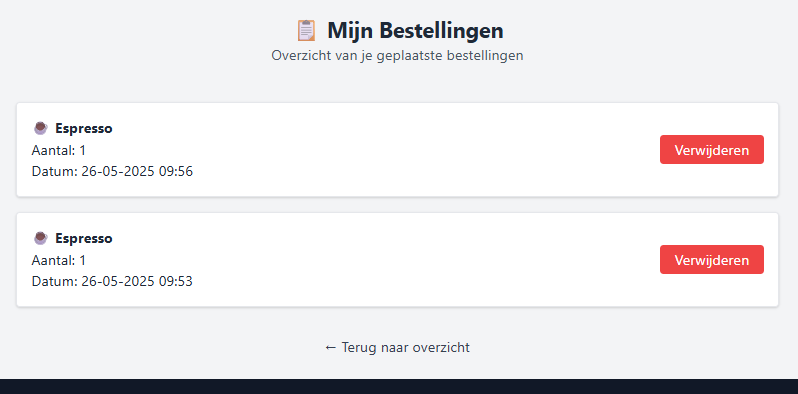 Mijn Bestellingen
Overzicht van je geplaatste bestellingen
Espresso
Aantal: 1
Datum: 26-05-2025 09:56
Verwijderen
Espresso
Aantal: 1
Datum: 26-05-2025 09:53
Verwijderen
← Terug naar overzicht